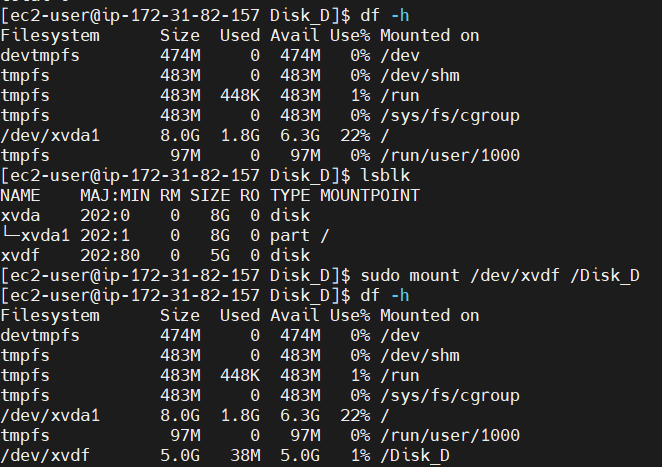 [ec2-user@ip-172-31-82-157 Disk_D]$ df -h
Filesystem      Size  Used Avail Use% Mounted on
devtmpfs        474M     0  474M   0% /dev
tmpfs           483M     0  483M   0% /dev/shm
tmpfs           483M  448K  483M   1% /run
tmpfs           483M     0  483M   0% /sys/fs/cgroup
/dev/xvda1      8.0G  1.8G  6.3G  22% /
tmpfs            97M     0   97M   0% /run/user/1000
[ec2-user@ip-172-31-82-157 Disk_D]$ lsblk
NAME    MAJ:MIN RM SIZE RO TYPE MOUNTPOINT
xvda    202:0    0   8G  0 disk
└─xvda1 202:1    0   8G  0 part /
xvdf    202:80   0   5G  0 disk
[ec2-user@ip-172-31-82-157 Disk_D]$ sudo mount /dev/xvdf /Disk_D
[ec2-user@ip-172-31-82-157 Disk_D]$ df -h
Filesystem      Size  Used Avail Use% Mounted on
devtmpfs        474M     0  474M   0% /dev
tmpfs           483M     0  483M   0% /dev/shm
tmpfs           483M  448K  483M   1% /run
tmpfs           483M     0  483M   0% /sys/fs/cgroup
/dev/xvda1      8.0G  1.8G  6.3G  22% /
tmpfs            97M     0   97M   0% /run/user/1000
/dev/xvdf       5.0G   38M  5.0G   1% /Disk_D